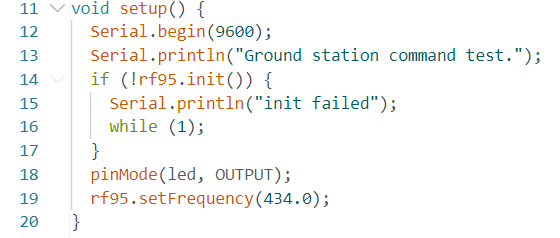 11 void setup() {
12 Serial.begin(9600);
13 Serial.println("Ground station command test.");
14 if (!rf95.init()) {
15 Serial.println("init failed");
16 while (1);
17 }
18 pinMode(led, OUTPUT);
19 rf95.setFrequency(434.0);
20 }